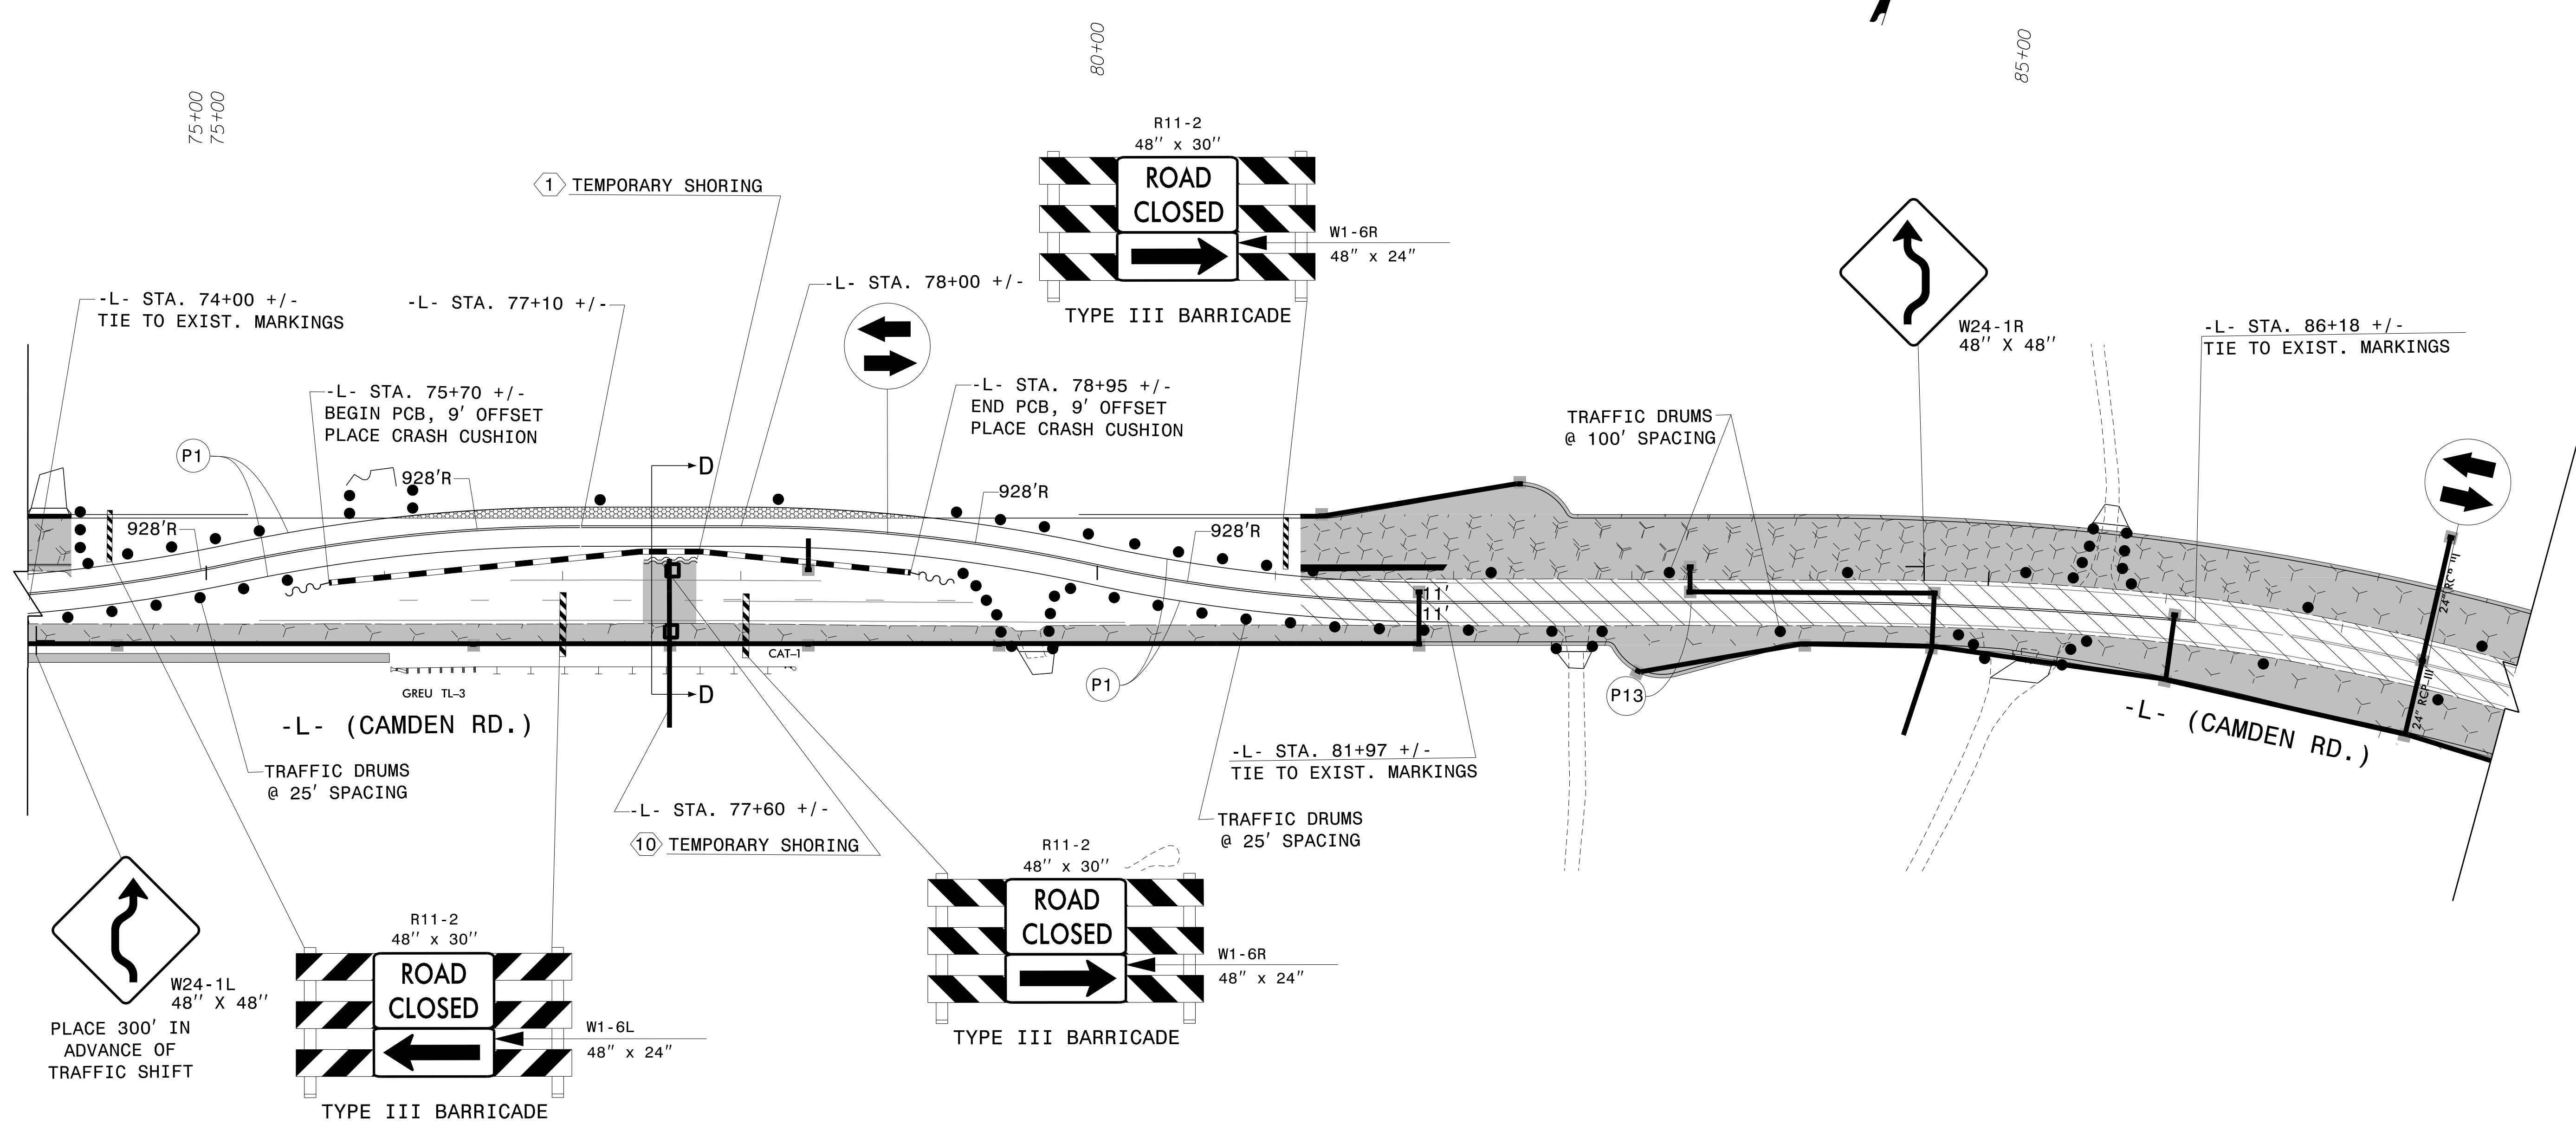 80+00
85+00
75+00
75+00
R11-2
48'' x 30''
ROAD
CLOSED
W1-6R
48" x 24"
TYPE III BARRICADE
1 TEMPORARY SHORING
-L- STA. 74+00 +/-
TIE TO EXIST. MARKINGS
-L- STA. 77+10 +/-
-L- STA. 78+00 +/-
W24-1R
48'' X 48''
-L- STA. 86+18 +/-
TIE TO EXIST. MARKINGS
-L- STA. 75+70 +/-
BEGIN PCB, 9' OFFSET
PLACE CRASH CUSHION
-L- STA. 78+95 +/-
END PCB, 9' OFFSET
PLACE CRASH CUSHION
TRAFFIC DRUMS
@ 100' SPACING
P1
D
928'R
928'R
928'R
928'R
11'
11'
24" RCP III
24" RCP III
CAT-1
GREU TL-3
D
P1
P13
-L- (CAMDEN RD.)
-L- (CAMDEN RD.)
TRAFFIC DRUMS
@ 25' SPACING
-L- STA. 81+97 +/-
TIE TO EXIST. MARKINGS
-L- STA. 77+60 +/-
10 TEMPORARY SHORING
TRAFFIC DRUMS
@ 25' SPACING
R11-2
48'' x 30''
ROAD
CLOSED
W1-6R
48" x 24"
TYPE III BARRICADE
W24-1L
48'' X 48''
PLACE 300' IN
ADVANCE OF
TRAFFIC SHIFT
R11-2
48'' x 30''
ROAD
CLOSED
W1-6L
48" x 24"
TYPE III BARRICADE